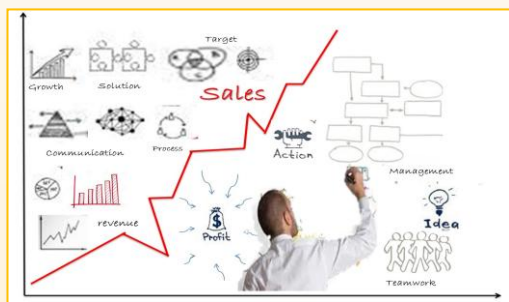 Target
Growth
Solution
Sales
Communication
Process
Action
Management
revenue
$
Profit
Idea
Teamwork